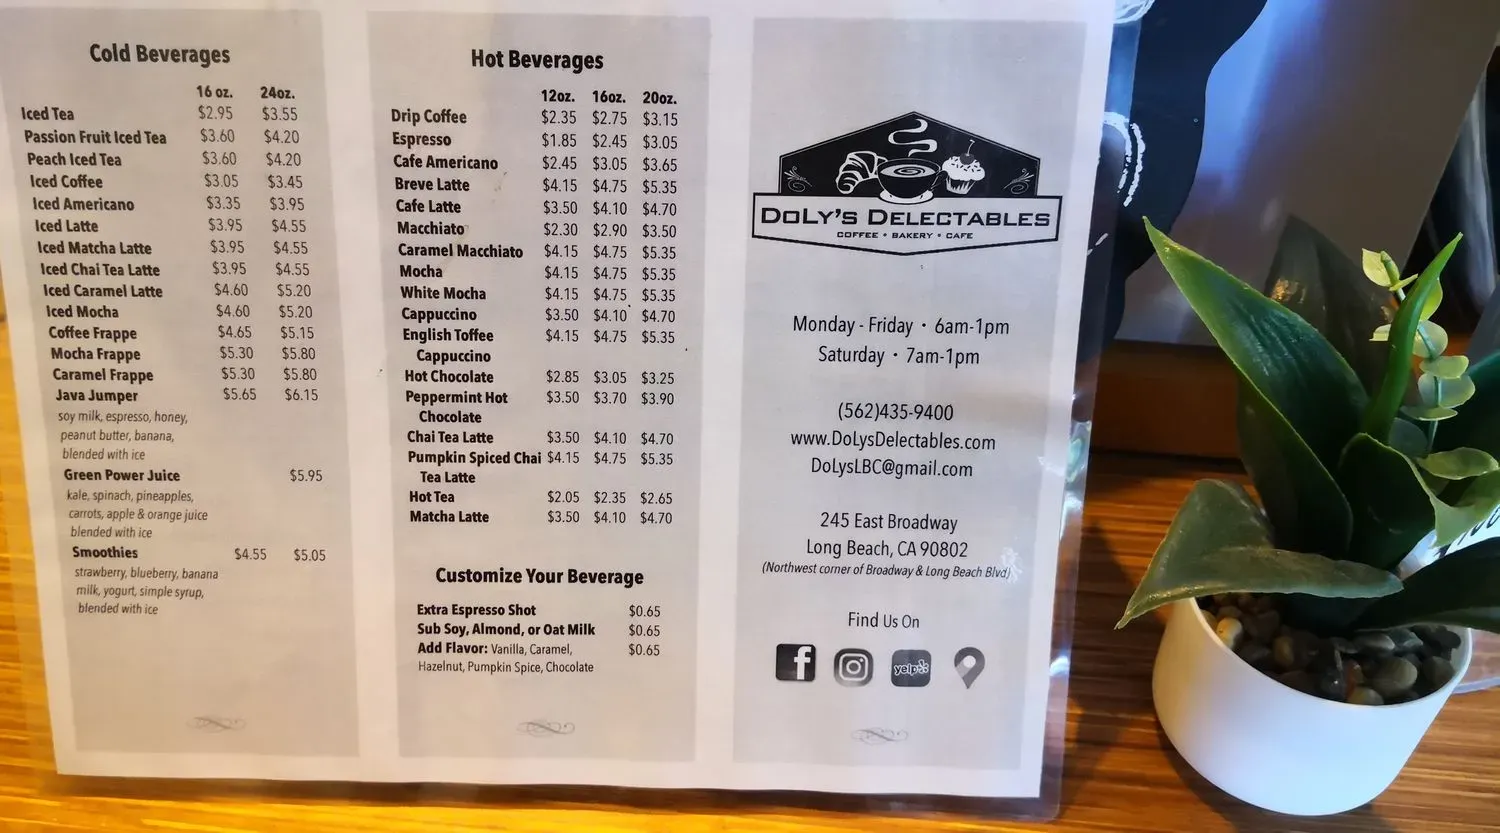 Cold Beverages
16 oz. 24oz.
Iced Tea $2.95 $3.55
Passion Fruit Iced Tea $3.60 $4.20
Peach Iced Tea $3.60 $4.20
Iced Coffee $3.05 $3.45
Iced Americano $3.35 $3.95
Iced Latte $3.95 $4.55
Iced Matcha Latte $3.95 $4.55
Iced Chai Tea Latte $3.95 $4.55
Iced Caramel Latte $4.60 $5.20
Iced Mocha $4.60 $5.20
Coffee Frappe $4.65 $5.15
Mocha Frappe $5.30 $5.80
Caramel Frappe $5.30 $5.80
Java Jumper $5.65 $6.15
soy milk, espresso, honey,
peanut butter, banana,
blended with ice
Green Power Juice $5.95
kale, spinach, pineapples,
carrots, apple & orange juice
blended with ice
Smoothies $4.55 $5.05
strawberry, blueberry, banana
milk, yogurt, simple syrup,
blended with ice
Hot Beverages
12oz. 16oz. 20oz.
Drip Coffee $2.35 $2.75 $3.15
Espresso $1.85 $2.45 $3.05
Cafe Americano $2.45 $3.05 $3.65
Breve Latte $4.15 $4.75 $5.35
Cafe Latte $3.50 $4.10 $4.70
Macchiato $2.30 $2.90 $3.50
Caramel Macchiato $4.15 $4.75 $5.35
Mocha $4.15 $4.75 $5.35
White Mocha $4.15 $4.75 $5.35
Cappuccino $3.50 $4.10 $4.70
English Toffee $4.15 $4.75 $5.35
Cappuccino
Hot Chocolate $2.85 $3.05 $3.25
Peppermint Hot $3.50 $3.70 $3.90
Chocolate
Chai Tea Latte $3.50 $4.10 $4.70
Pumpkin Spiced Chai $4.15 $4.75 $5.35
Tea Latte
Hot Tea $2.05 $2.35 $2.65
Matcha Latte $3.50 $4.10 $4.70
Customize Your Beverage
Extra Espresso Shot $0.65
Sub Soy, Almond, or Oat Milk $0.65
Add Flavor: Vanilla, Caramel, $0.65
Hazelnut, Pumpkin Spice, Chocolate
DOLY'S DELECTABLES
COFFEE • BAKERY • CAFE
Monday - Friday • 6am-1pm
Saturday • 7am-1pm
(562)435-9400
www.DoLysDelectables.com
DoLysLBC@gmail.com
245 East Broadway
Long Beach, CA 90802
(Northwest corner of Broadway & Long Beach Blvd)
Find Us On
f
yelp